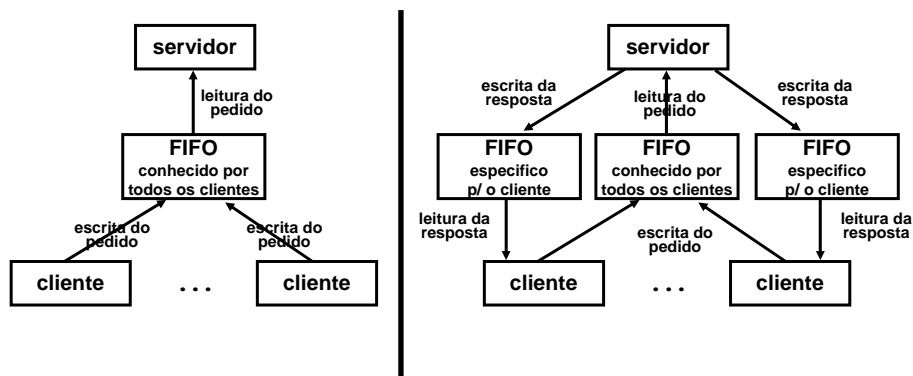 servidor
leitura do
pedido
FIFO
conhecido por
todos os clientes
escrita do
pedido
escrita do
pedido
cliente
. . .
cliente
servidor
escrita da
resposta
leitura do
pedido
escrita da
resposta
FIFO
especifico
p/ o cliente
FIFO
conhecido por
todos os clientes
FIFO
especifico
p/ o cliente
leitura da
resposta
escrita do
pedido
leitura da
resposta
cliente
. . .
cliente